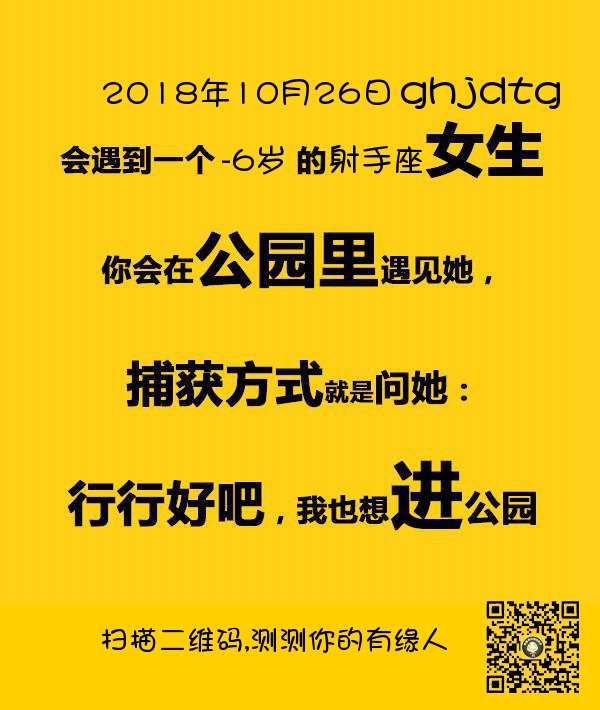 2018年10月26日 ghjdtg
会遇到一个 -6岁 的射手座女生
你会在公园里遇见她，
捕获方式就是问她：
行行好吧，我也想进公园
扫描二维码,测测你的有缘人